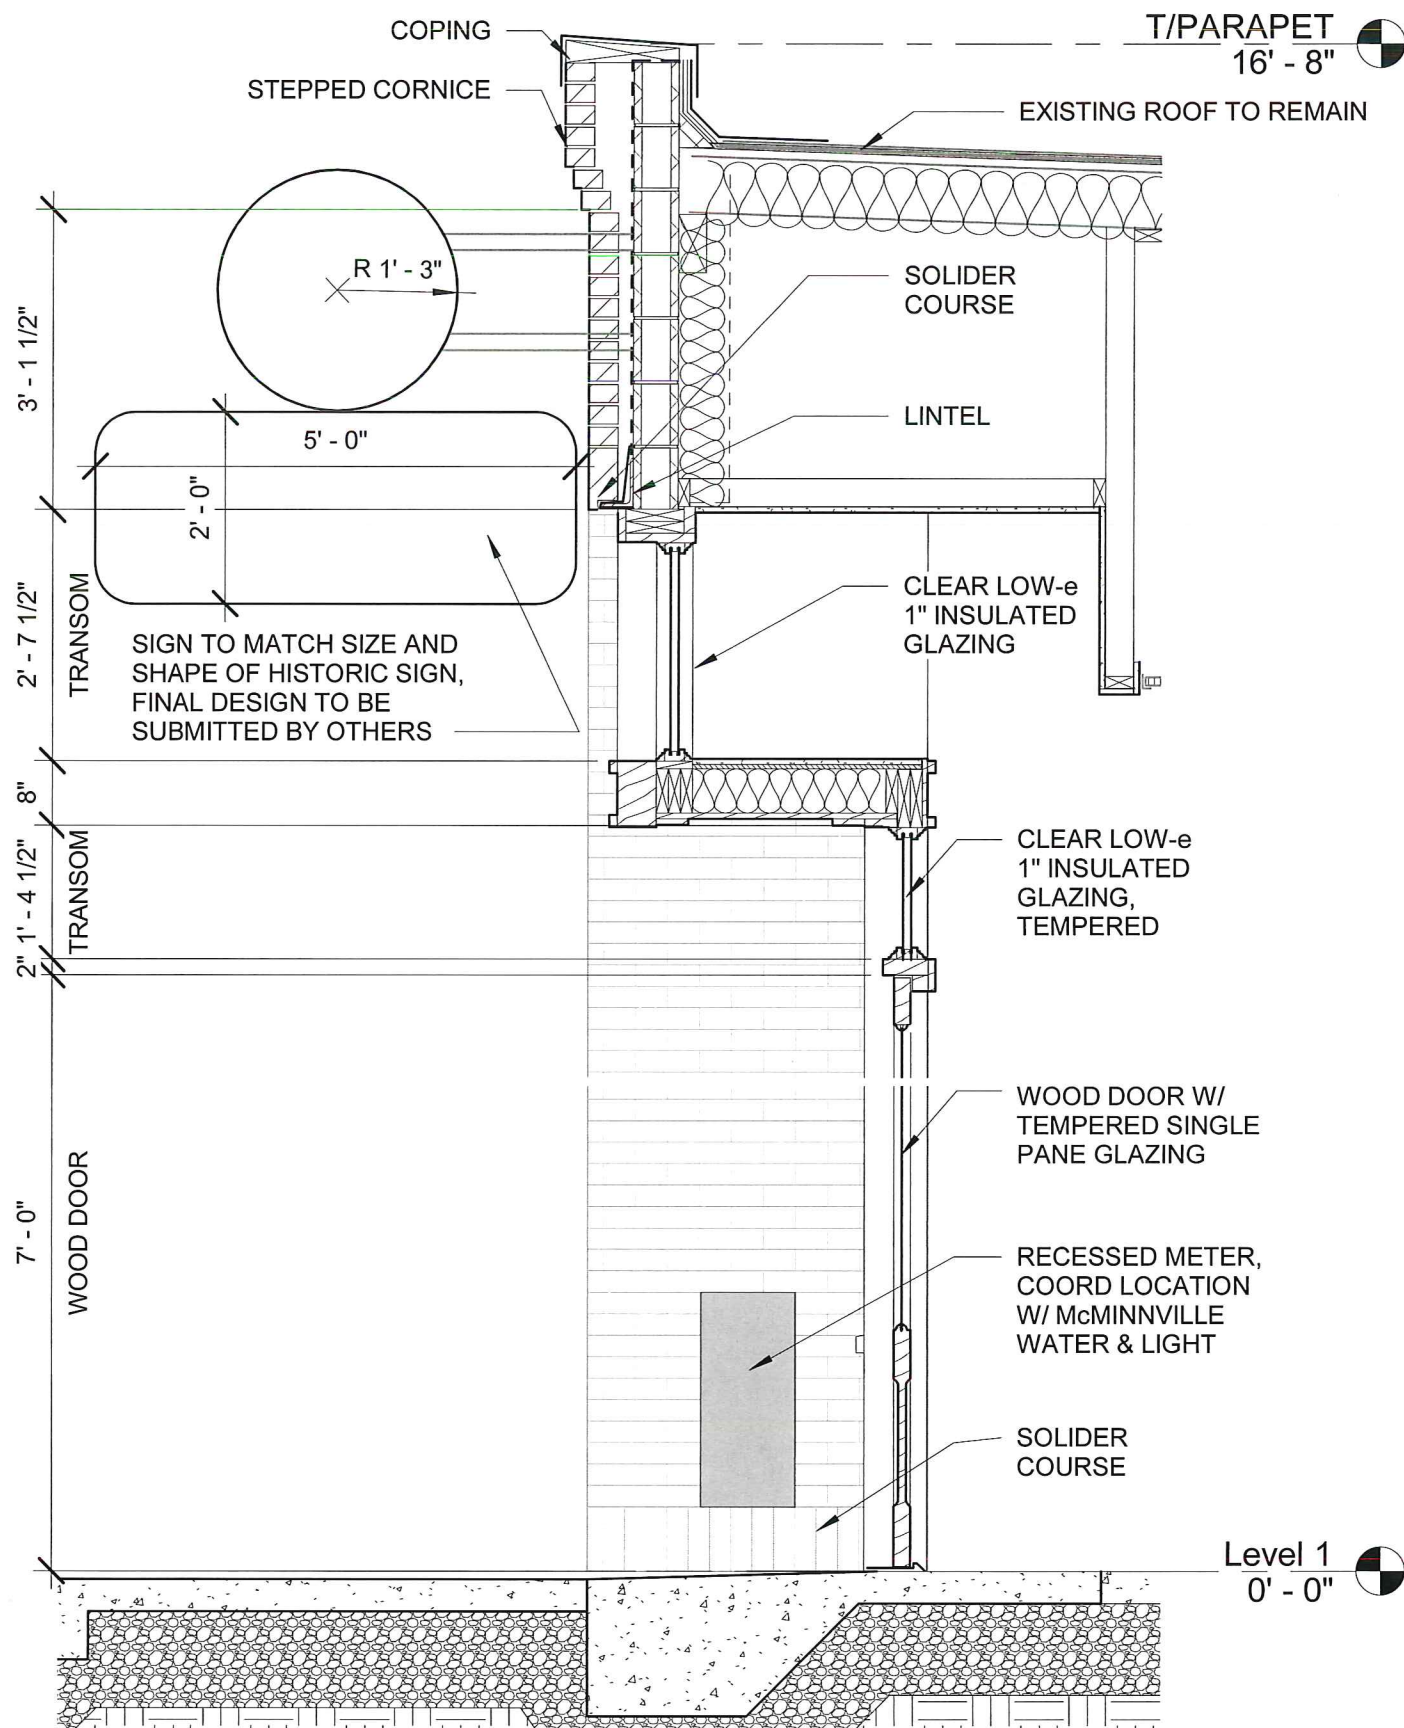 COPING
T/PARAPET
16' - 8"
STEPPED CORNICE
EXISTING ROOF TO REMAIN
R 1' - 3"
SOLIDER
COURSE
3' - 1 1/2"
LINTEL
5' - 0"
2' - 0"
2' - 7 1/2"
TRANSOM
CLEAR LOW-e
1" INSULATED
GLAZING
SIGN TO MATCH SIZE AND
SHAPE OF HISTORIC SIGN,
FINAL DESIGN TO BE
SUBMITTED BY OTHERS
8"
1' - 4 1/2"
TRANSOM
CLEAR LOW-e
1" INSULATED
GLAZING,
TEMPERED
2"
WOOD DOOR W/
TEMPERED SINGLE
PANE GLAZING
7' - 0"
WOOD DOOR
RECESSED METER,
COORD LOCATION
W/ McMINNVILLE
WATER & LIGHT
SOLIDER
COURSE
Level 1
0' - 0"